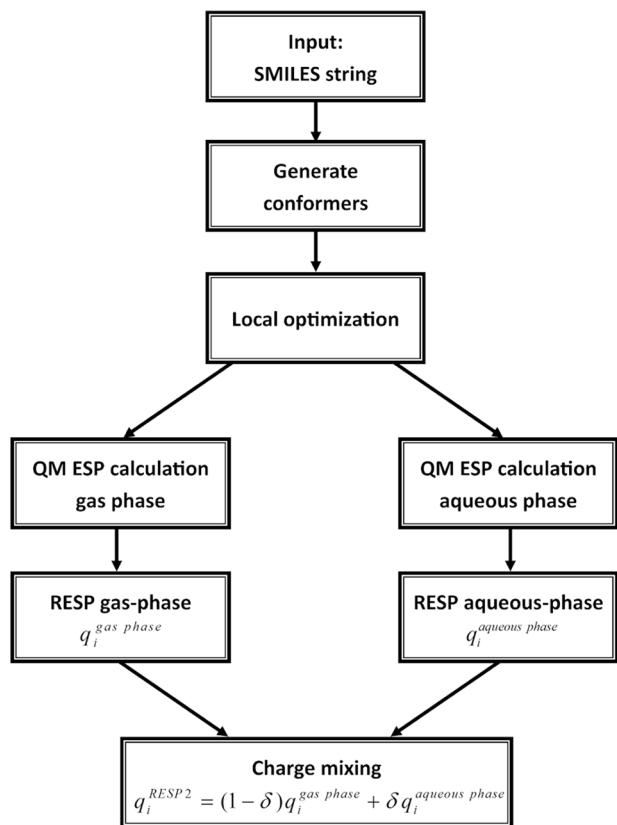 Input:
SMILES string
Generate
conformers
Local optimization
QM ESP calculation
gas phase
QM ESP calculation
aqueous phase
RESP gas-phase
q_i^{gas phase}
RESP aqueous-phase
q_i^{aqueous phase}
Charge mixing
q_i^{RESP2} = (1 − δ)q_i^{gas phase} + δ q_i^{aqueous phase}